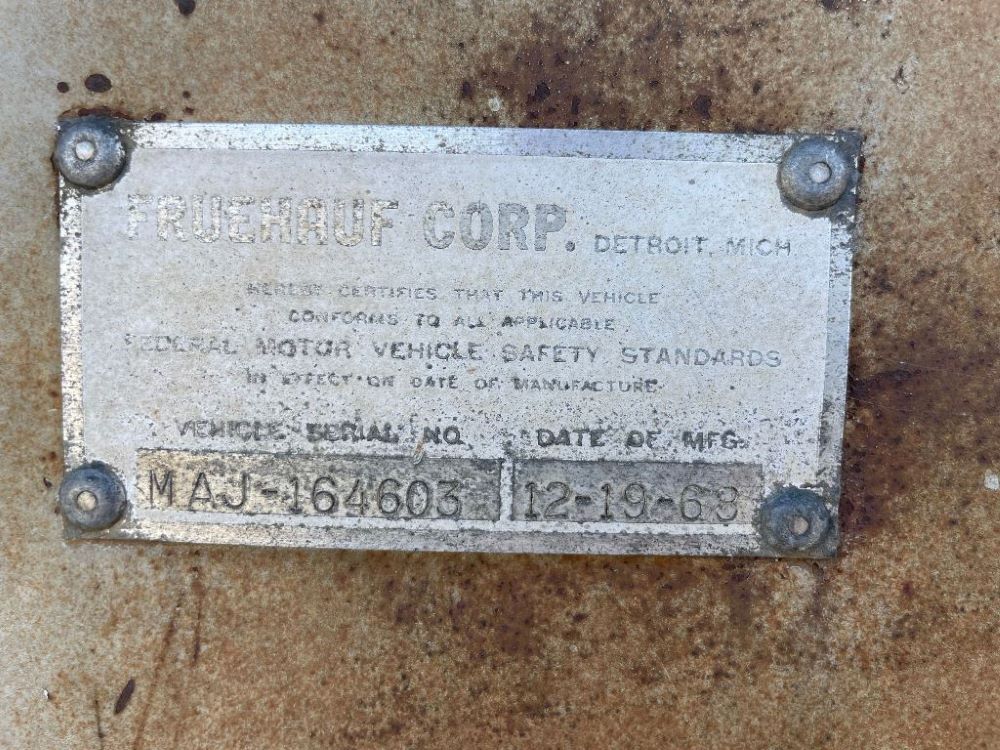 FRUEHAUF CORP. DETROIT, MICH
HEREBY CERTIFIES THAT THIS VEHICLE
CONFORMS TO ALL APPLICABLE
FEDERAL MOTOR VEHICLE SAFETY STANDARDS
IN EFFECT ON DATE OF MANUFACTURE
VEHICLE SERIAL NO. DATE OF MFG.
MAJ-164603 12-19-68